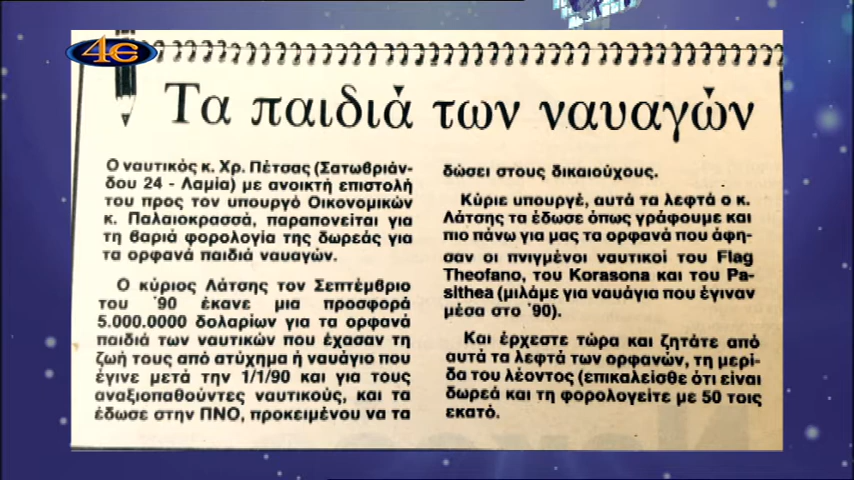 4Ε
Τα παιδιά των ναυαγών
Ο ναυτικός κ. Χρ. Πέτσας (Σατωβριάν-
δου 24 - Λαμία) με ανοικτή επιστολή
του προς τον υπουργό Οικονομικών
κ. Παλαιοκρασσά, παραπονείται για
τη βαριά φορολογία της δωρεάς για
τα ορφανά παιδιά ναυαγών.
Ο κύριος Λάτσης τον Σεπτέμβριο
του '90 έκανε μια προσφορά
5.000.0000 δολαρίων για τα ορφανά
παιδιά των ναυτικών που έχασαν τη
ζωή τους από ατύχημα ή ναυάγιο που
έγινε μετά την 1/1/90 και για τους
αναξιοπαθούντες ναυτικούς, και τα
έδωσε στην ΠΝΟ, προκειμένου να τα
δώσει στους δικαιούχους.
Κύριε υπουργέ, αυτά τα λεφτά ο κ.
Λάτσης τα έδωσε όπως γράφουμε και
πιο πάνω για μας τα ορφανά που άφη-
σαν οι πνιγμένοι ναυτικοί του Flag
Theofano, του Korasona και του Pa-
sithea (μιλάμε για ναυάγια που έγιναν
μέσα στο '90).
Και έρχεστε τώρα και ζητάτε από
αυτά τα λεφτά των ορφανών, τη μερί-
δα του λέοντος (επικαλείσθε ότι είναι
δωρεά και τη φορολογείτε με 50 τοις
εκατό.